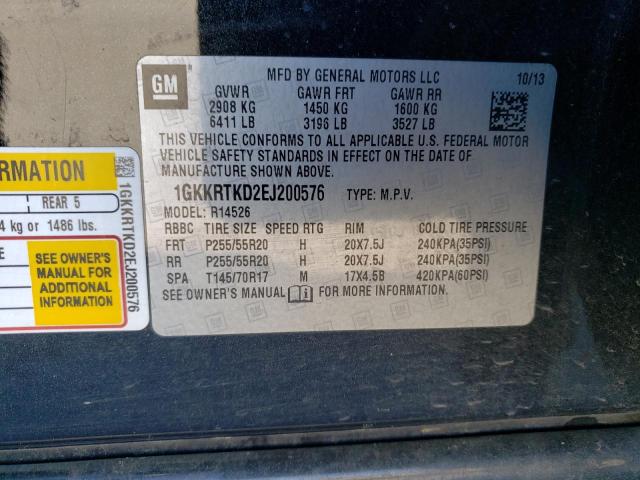 GM
MFD BY GENERAL MOTORS LLC 10/13
GVWR GAWR FRT GAWR RR
2908 KG 1450 KG 1600 KG
6411 LB 3196 LB 3527 LB
THIS VEHICLE CONFORMS TO ALL APPLICABLE U.S. FEDERAL MOTOR
VEHICLE SAFETY STANDARDS IN EFFECT ON THE DATE OF
MANUFACTURE SHOWN ABOVE.
1GKKRTKD2EJ200576 TYPE: M.P.V.
MODEL: R14526
RBBC TIRE SIZE SPEED RTG RIM COLD TIRE PRESSURE
FRT P255/55R20 H 20X7.5J 240KPA(35PSI)
RR P255/55R20 H 20X7.5J 240KPA(35PSI)
SPA T145/70R17 M 17X4.5B 420KPA(60PSI)
SEE OWNER'S MANUAL FOR MORE INFORMATION.
REAR 5
kg or 1486 lbs.
SEE OWNER'S
MANUAL FOR
ADDITIONAL
INFORMATION
1GKKRTKD2EJ200576